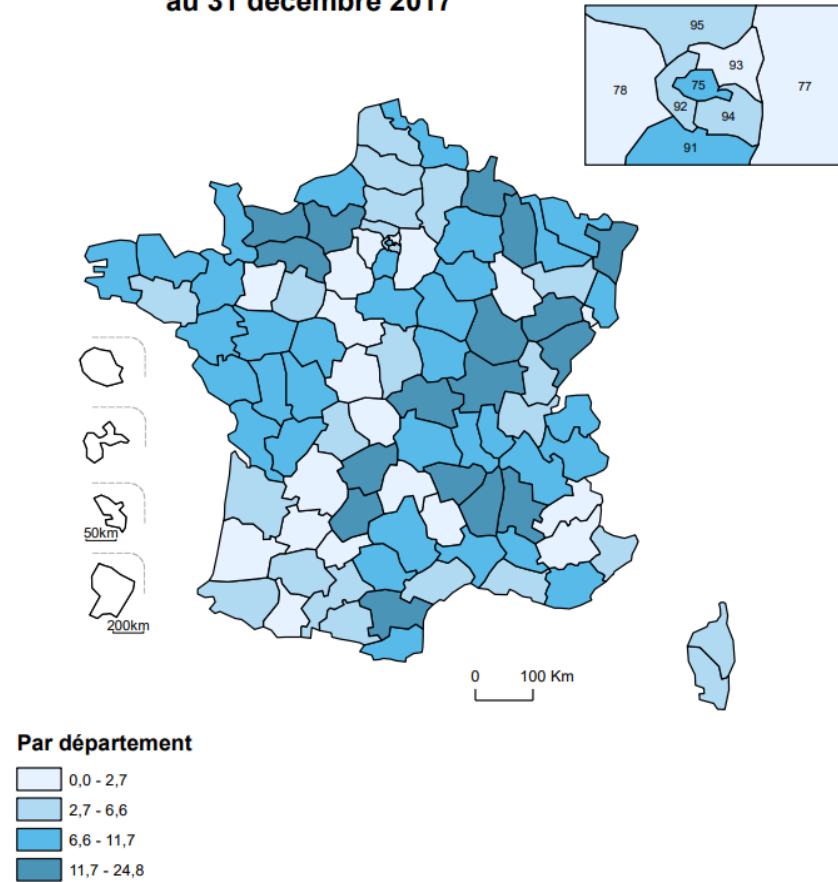 au 31 décembre 2017
95
93
78
75
77
92
94
91
50km
200km
0 100 Km
Par département
0,0 - 2,7
2,7 - 6,6
6,6 - 11,7
11,7 - 24,8